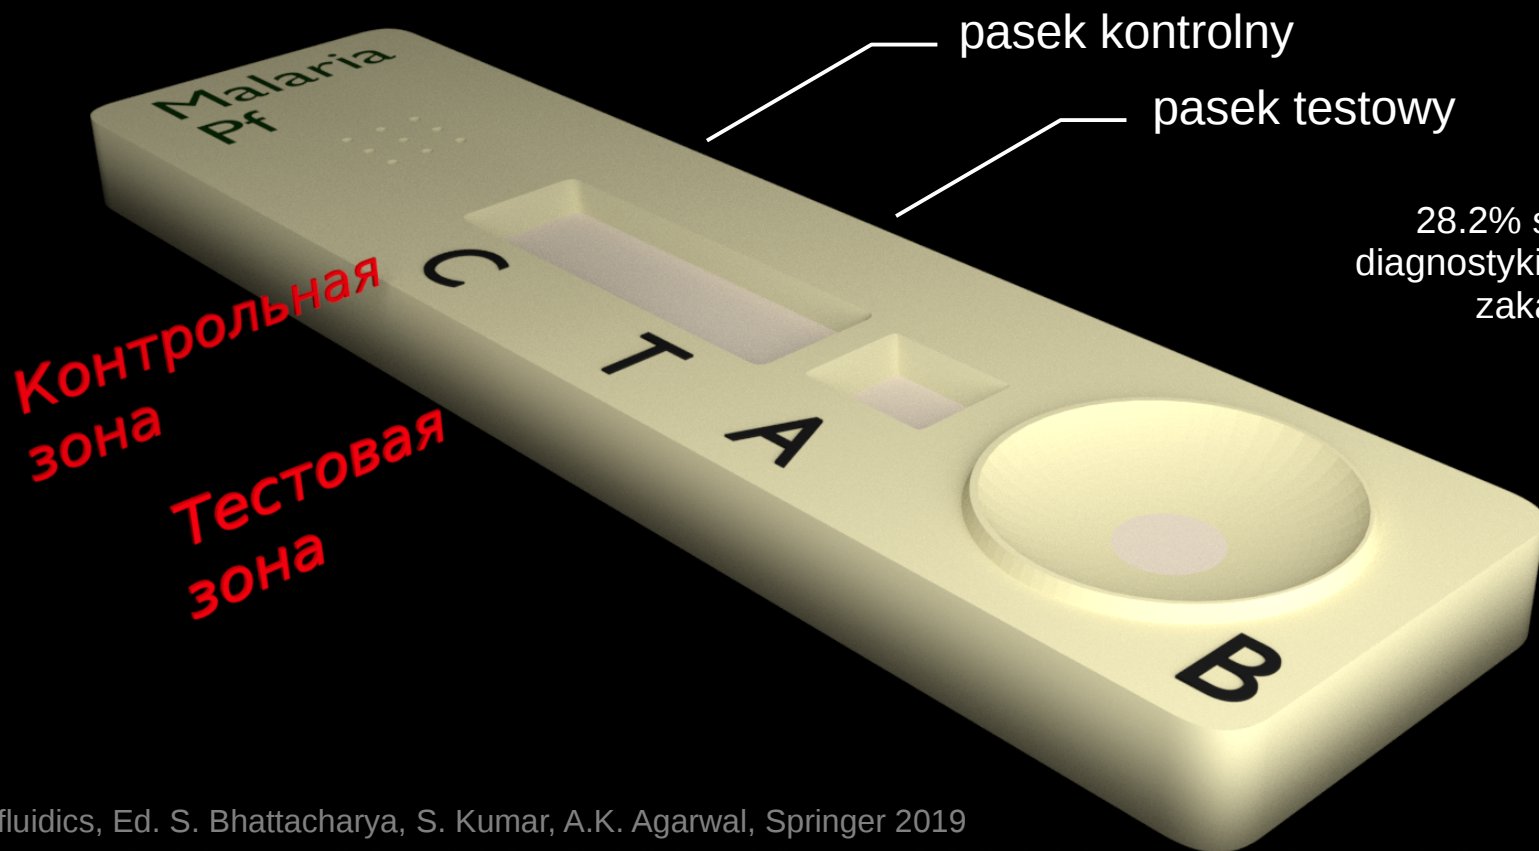 pasek kontrolny
pasek testowy
Malaria
Pf
28.2%
diagnostyki
C
Контрольная
зона
T
Тестовая
зона
A
B
fluidics, Ed. S. Bhattacharya, S. Kumar, A.K. Agarwal, Springer 2019